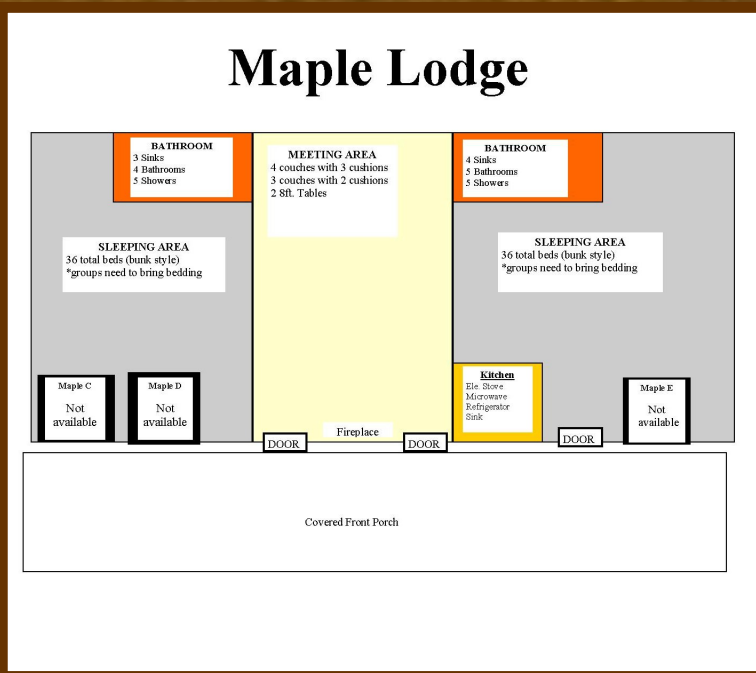 Maple Lodge
BATHROOM
3 Sinks
4 Bathrooms
5 Showers
MEETING AREA
4 couches with 3 cushions
3 couches with 2 cushions
2 8ft. Tables
BATHROOM
4 Sinks
5 Bathrooms
5 Showers
SLEEPING AREA
36 total beds (bunk style)
*groups need to bring bedding
SLEEPING AREA
36 total beds (bunk style)
*groups need to bring bedding
Maple C
Not
available
Maple D
Not
available
Fireplace
DOOR
DOOR
Kitchen
Ele. Stove
Microwave
Refrigerator
Sink
DOOR
Maple E
Not
available
Covered Front Porch